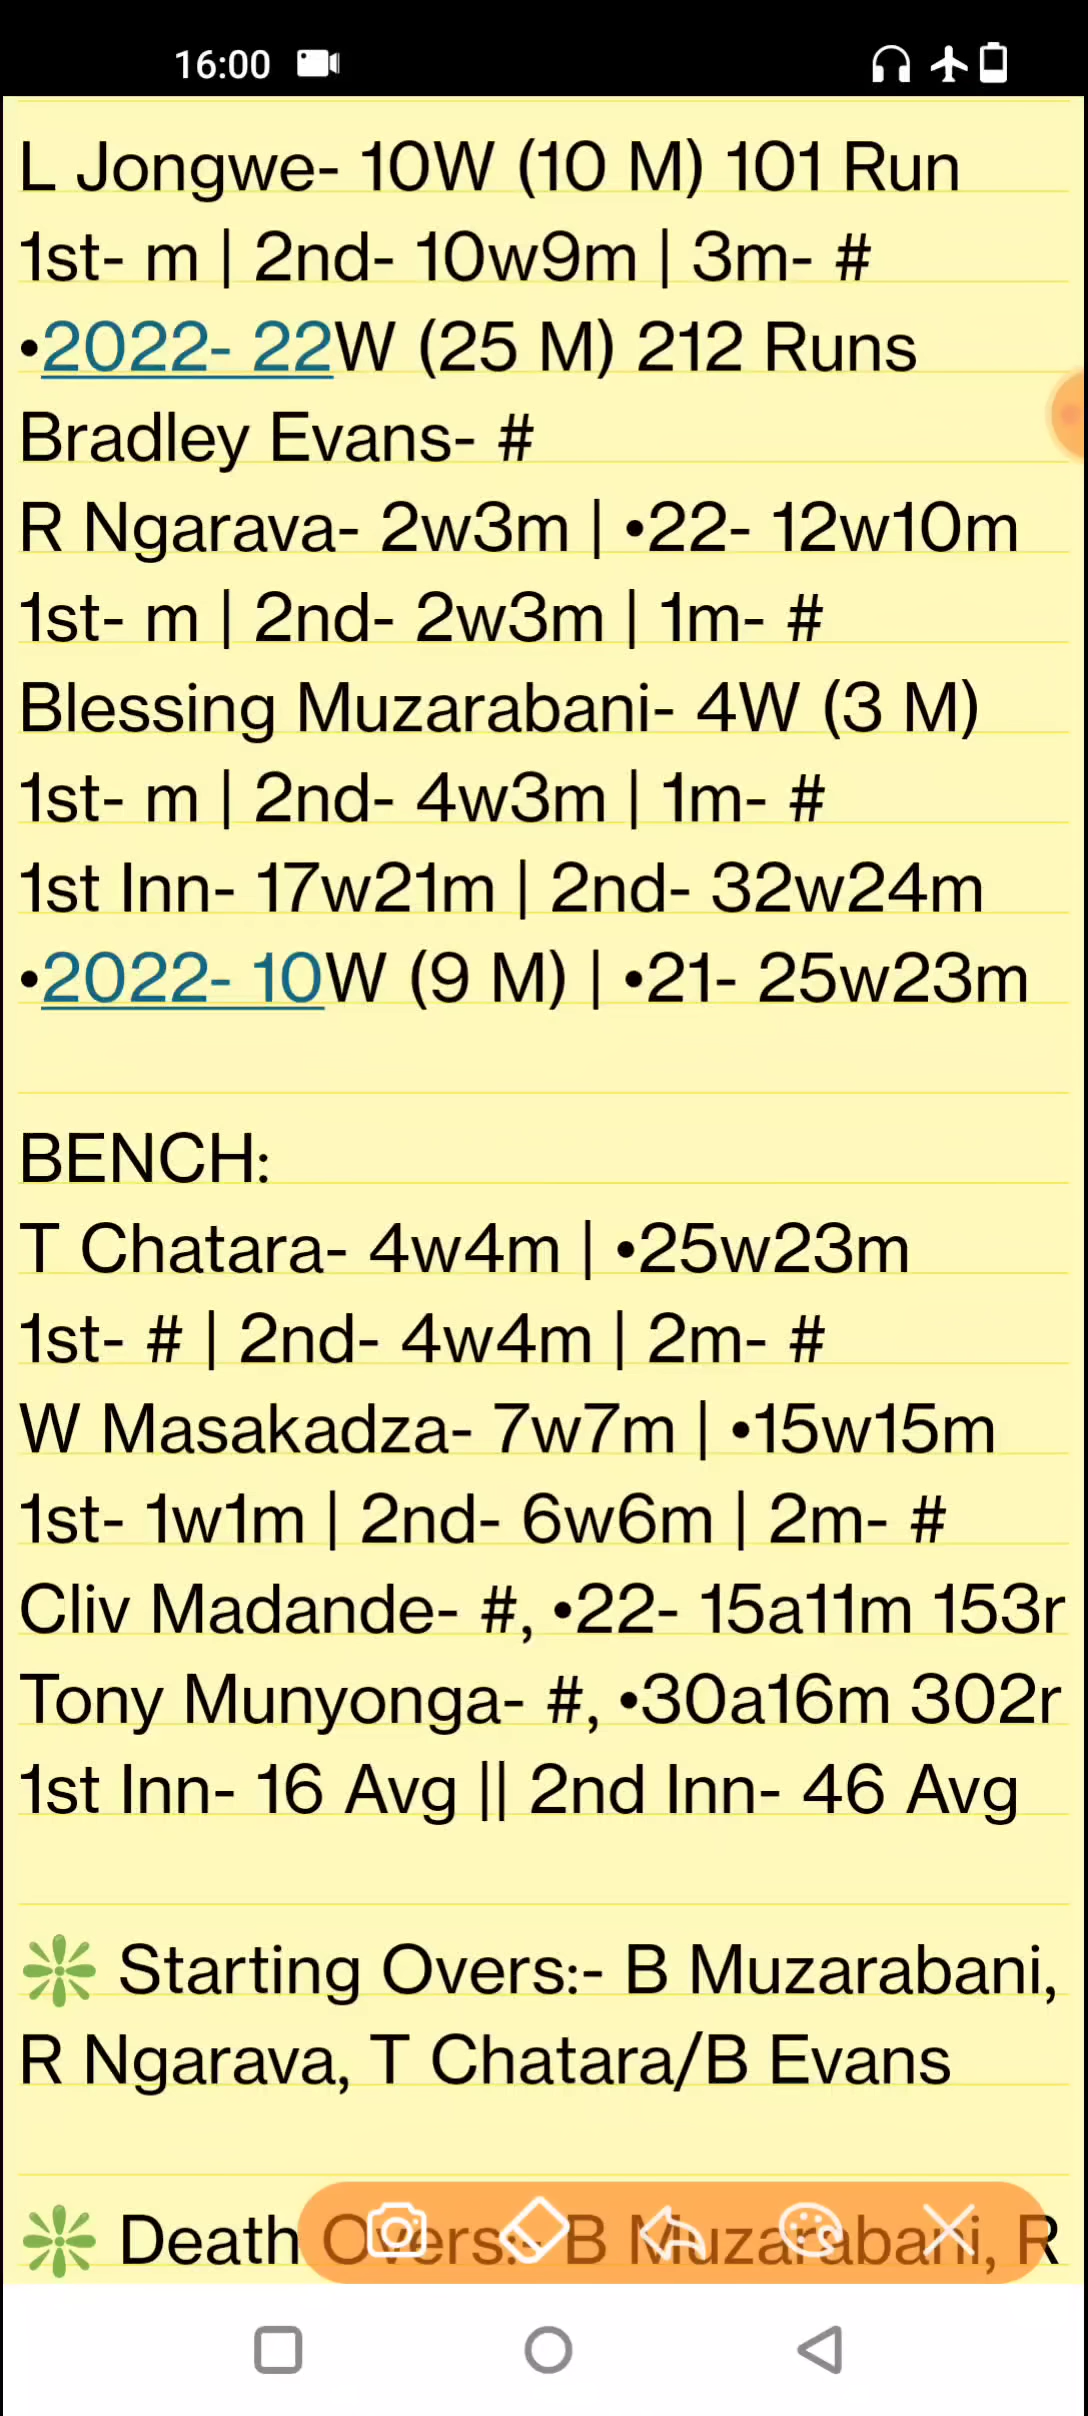 16:00
L Jongwe- 10W (10 M) 101 Run
1st- m | 2nd- 10w9m | 3m- #
•2022- 22W (25 M) 212 Runs
Bradley Evans- #
R Ngarava- 2w3m | •22- 12w10m
1st- m | 2nd- 2w3m | 1m- #
Blessing Muzarabani- 4W (3 M)
1st- m | 2nd- 4w3m | 1m- #
1st Inn- 17w21m | 2nd- 32w24m
•2022- 10W (9 M) | •21- 25w23m
BENCH:
T Chatara- 4w4m | •25w23m
1st- # | 2nd- 4w4m | 2m- #
W Masakadza- 7w7m | •15w15m
1st- 1w1m | 2nd- 6w6m | 2m- #
Cliv Madande- #, •22- 15a11m 153r
Tony Munyonga- #, •30a16m 302r
1st Inn- 16 Avg || 2nd Inn- 46 Avg
Starting Overs:- B Muzarabani,
R Ngarava, T Chatara/B Evans
Death Overs:- B Muzarabani, R